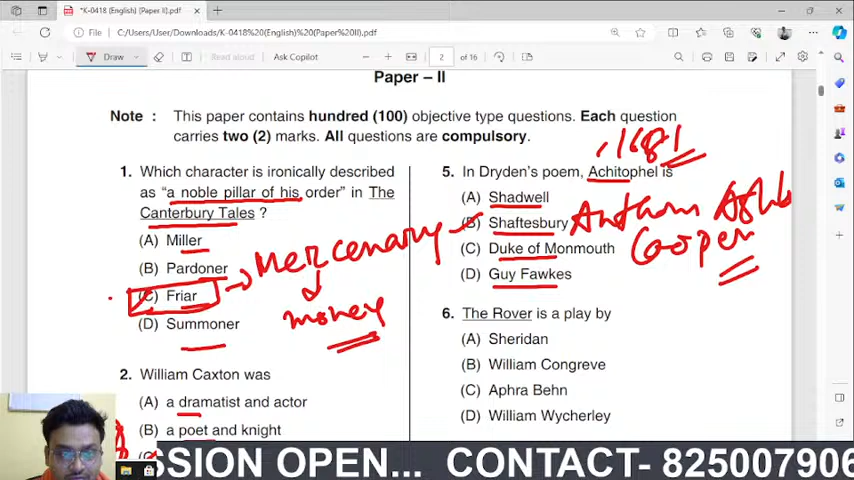 *K-0418 (English) (Paper II).pdf
File
C:/Users/User/Downloads/K-0418%20(English)%20(Paper%20II).pdf
Draw
Read aloud
Ask Copilot
2
of 16
Paper – II
Note : This paper contains hundred (100) objective type questions. Each question
carries two (2) marks. All questions are compulsory.
1. Which character is ironically described
as “a noble pillar of his order” in The
Canterbury Tales ?
(A) Miller
(B) Pardoner
(C) Friar
(D) Summoner
Mercenary
money
2. William Caxton was
(A) a dramatist and actor
(B) a poet and knight
1681
5. In Dryden’s poem, Achitophel is
(A) Shadwell
(B) Shaftesbury
(C) Duke of Monmouth
(D) Guy Fawkes
Cooper
6. The Rover is a play by
(A) Sheridan
(B) William Congreve
(C) Aphra Behn
(D) William Wycherley
SSION OPEN... CONTACT- 825007906